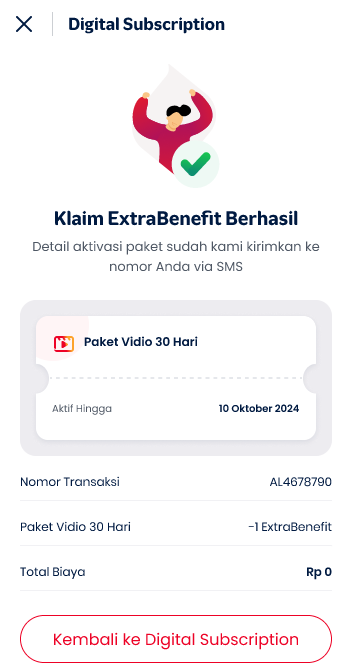 Digital Subscription
Klaim ExtraBenefit Berhasil
Detail aktivasi paket sudah kami kirimkan ke
nomor Anda via SMS
Paket Vidio 30 Hari
Aktif Hingga 10 Oktober 2024
Nomor Transaksi AL4678790
Paket Vidio 30 Hari -1 ExtraBenefit
Total Biaya Rp 0
Kembali ke Digital Subscription